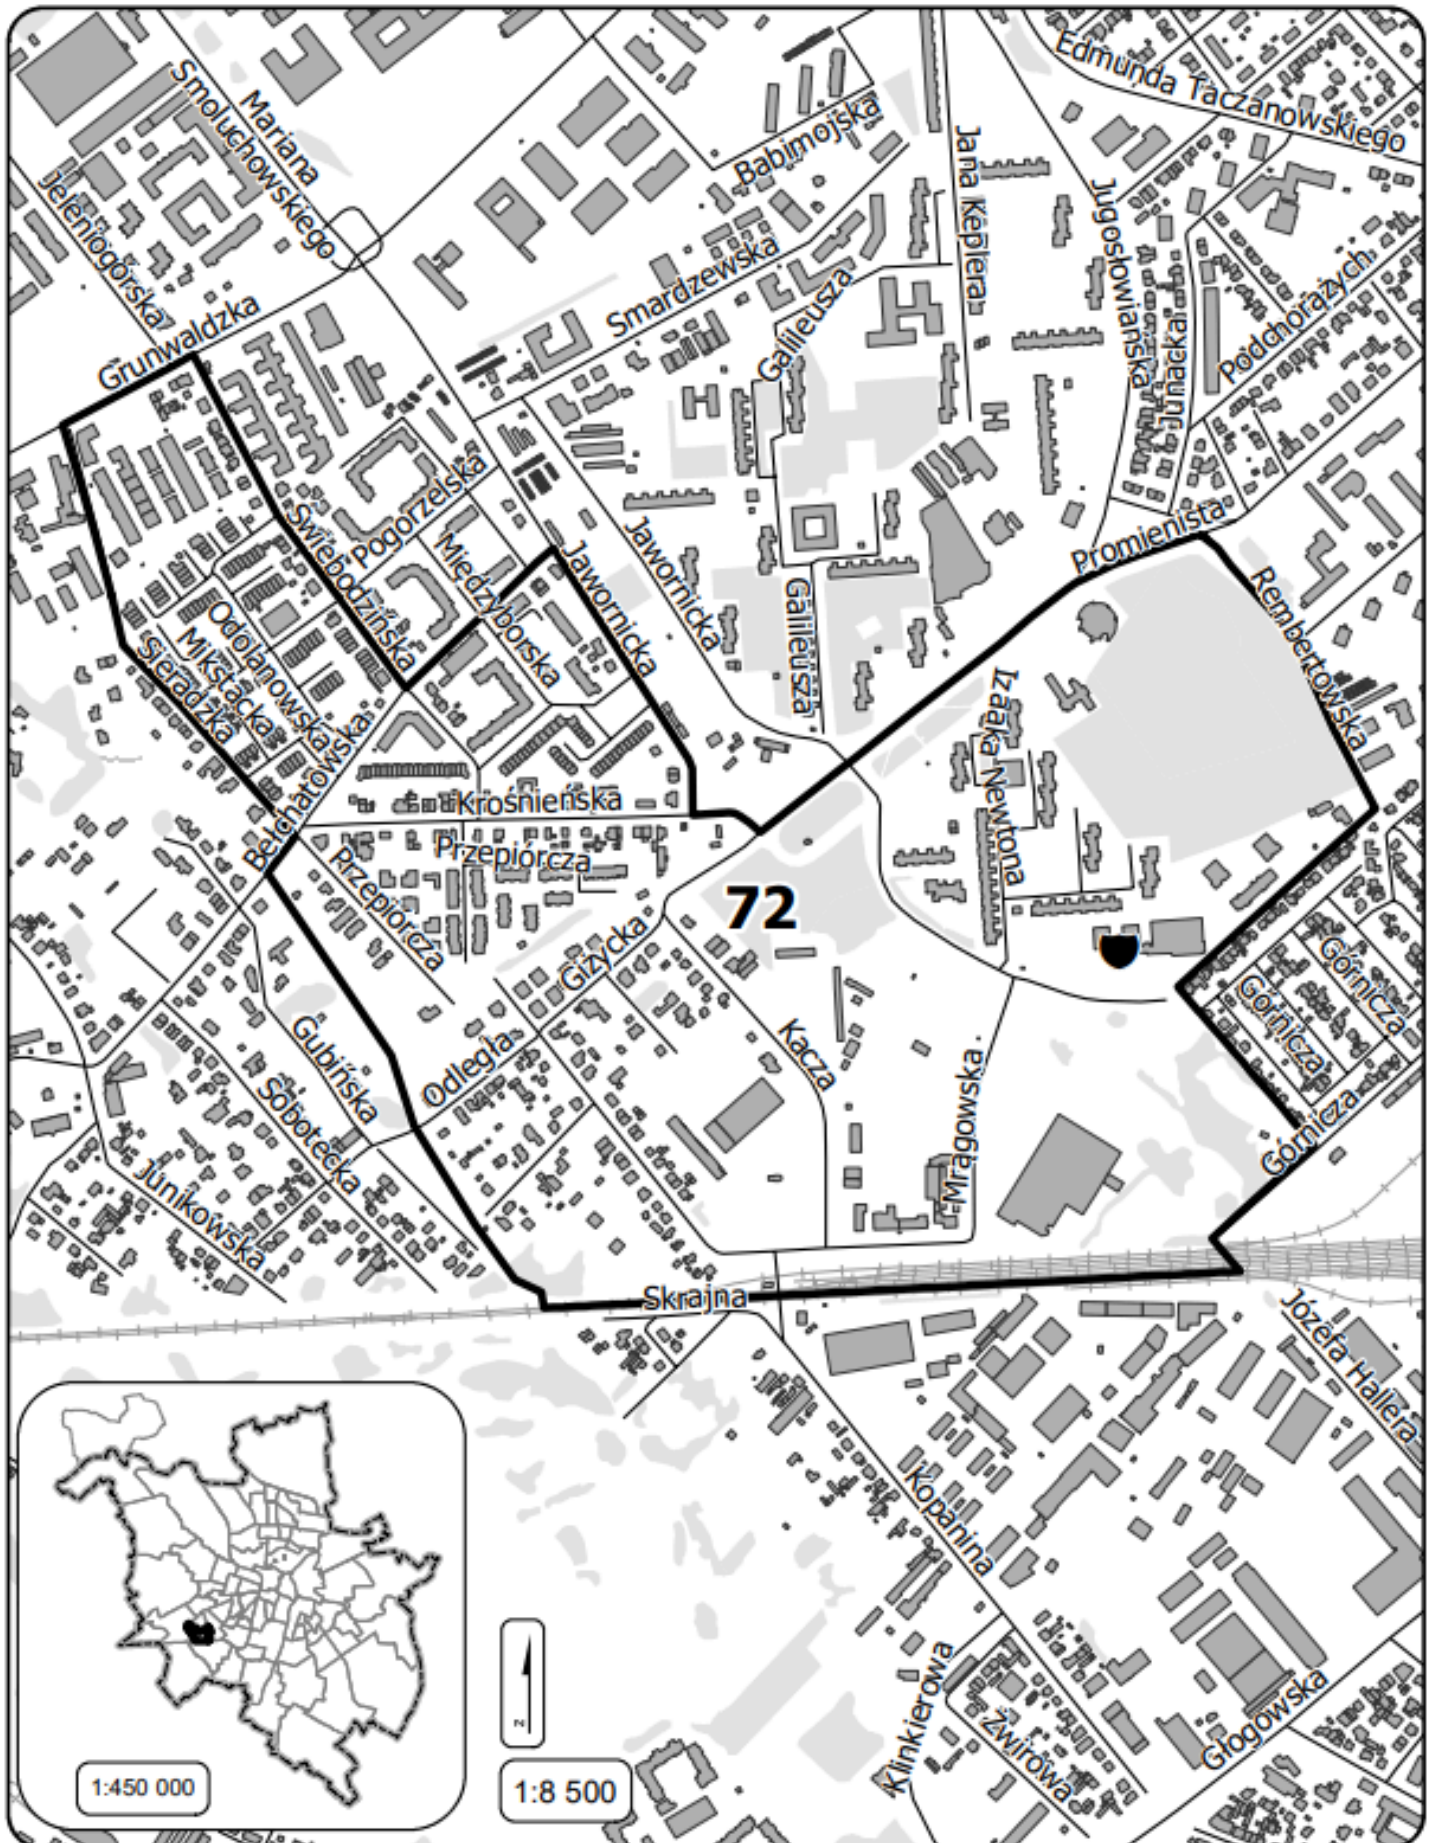 Edmunda Taczanowskiego
Mariana
Smoluchowskiego
Babimojska
Jana Keplera
Jeleniogórska
Jugosłowiańska
Junacka
Podchorążych
Smardzewska
Galileusza
Grunwaldzka
Pogorzelska
Świebodzińska
Międzyborska
Jawornicka
Jawornicka
Promienista
Rembertowska
Galileusza
Odolanowska
Mikstacka
Sieradzka
Izaaka Newtona
Bełchatowska
Krośnieńska
Przepiórcza
Przepiórcza
72
Giżycka
Górnicza
Górnicza
Górnicza
Gubińska
Odległa
Kacza
Mrągowska
Sobotecka
Junikowska
Skrajna
Józefa Hallera
Kopanina
Klinkierowa
Żwirowa
Głogowska
z
1:450 000
1:8 500